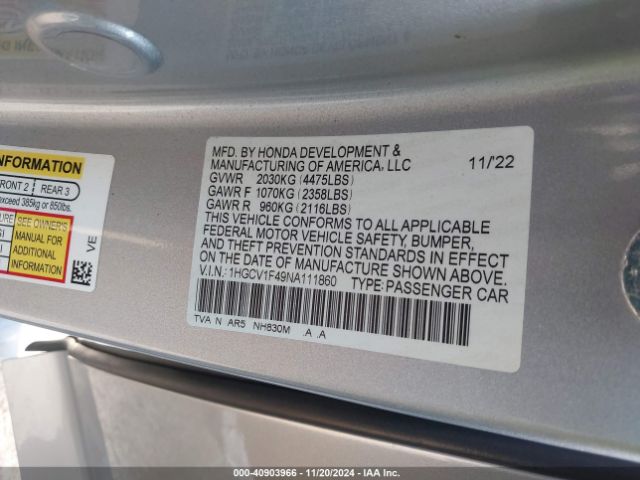 NFORMATION
FRONT 2 REAR 3
exceed 385kg or 850lbs.
SEE OWNER'S
MANUAL FOR
ADDITIONAL
INFORMATION
VE
MFD. BY HONDA DEVELOPMENT &
MANUFACTURING OF AMERICA, LLC 11/'22
GVWR 2030KG (4475LBS)
GAWR F 1070KG (2358LBS)
GAWR R 960KG (2116LBS)
THIS VEHICLE CONFORMS TO ALL APPLICABLE
FEDERAL MOTOR VEHICLE SAFETY, BUMPER,
AND THEFT PREVENTION STANDARDS IN EFFECT
ON THE DATE OF MANUFACTURE SHOWN ABOVE.
V.I.N.: 1HGCV1F49NA111860 TYPE: PASSENGER CAR
TVA N AR5 NH830M .A .A
000-40903966 - 11/20/2024 - IAA Inc.